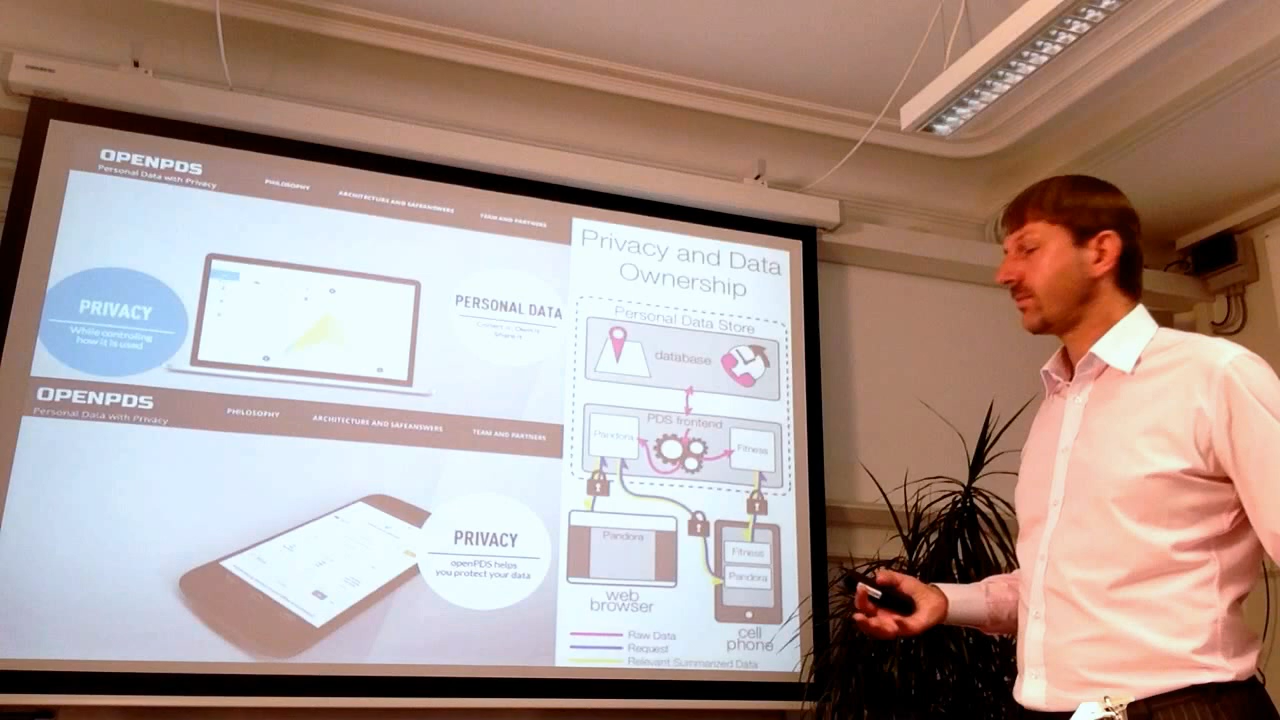 OPENPDS
Personal Data with Privacy
PHILOSOPHY
ARCHITECTURE AND SAFEANSWERS
TEAM AND PARTNERS
PRIVACY
While controlling
how it is used
PERSONAL DATA
OPENPDS
Personal Data with Privacy
PHILOSOPHY
ARCHITECTURE AND SAFEANSWERS
TEAM AND PARTNERS
PRIVACY
openPDS helps
you protect your data
Privacy and Data
Ownership
Personal Data Store
database
PDS frontend
Pandora
Fitness
Pandora
web
browser
Fitness
Pandora
cell
phone
Raw Data
Request
Relevant Summarized Data